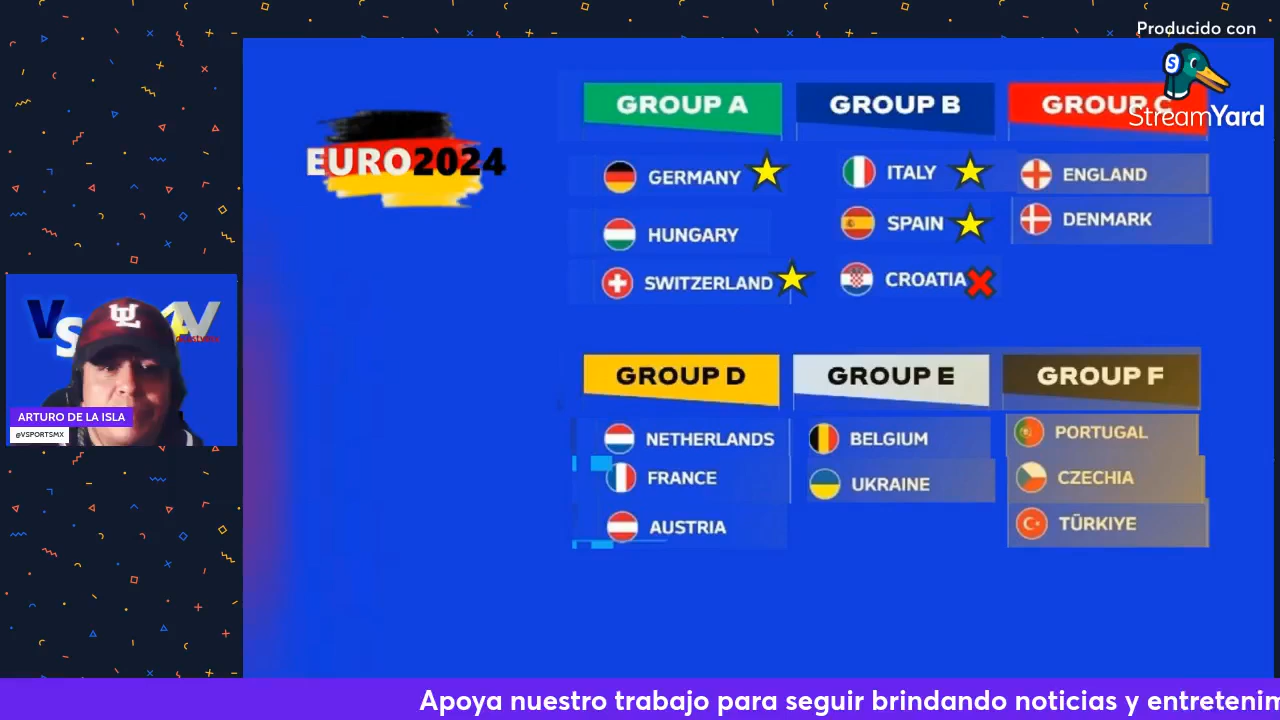 Producido con
StreamYard
EURO2024
GROUP A
GERMANY
HUNGARY
SWITZERLAND
GROUP B
ITALY
SPAIN
CROATIA
GROUP C
ENGLAND
DENMARK
GROUP D
NETHERLANDS
FRANCE
AUSTRIA
GROUP E
BELGIUM
UKRAINE
GROUP F
PORTUGAL
CZECHIA
TÜRKIYE
ARTURO DE LA ISLA
@VSPORTSMX
Apoya nuestro trabajo para seguir brindando noticias y entretenim